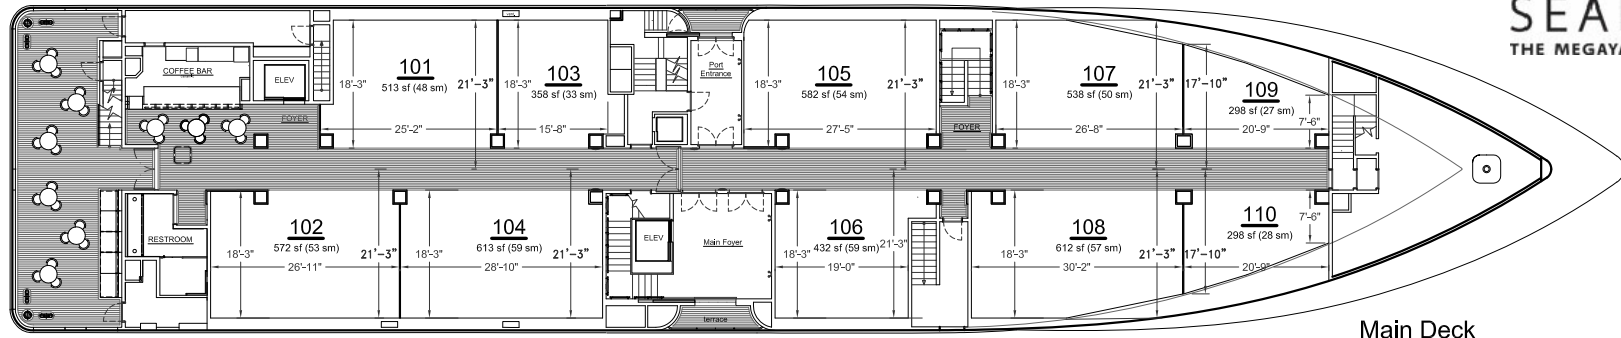 SEA
THE MEGAYA
COFFEE BAR
ELEV
FOYER
101
513 sf (48 sm)
18'-3"
21'-3"
25'-2"
103
358 sf (33 sm)
18'-3"
15'-8"
Port
Entrance
105
582 sf (54 sm)
18'-3"
21'-3"
27'-5"
FOYER
107
538 sf (50 sm)
18'-3"
21'-3"
26'-8"
109
298 sf (27 sm)
17'-10"
7'-6"
20'-9"
RESTROOM
102
572 sf (53 sm)
18'-3"
21'-3"
26'-11"
104
613 sf (59 sm)
18'-3"
21'-3"
28'-10"
ELEV
Main Foyer
terrace
106
432 sf (59 sm)
18'-3"
21'-3"
19'-0"
108
612 sf (57 sm)
18'-3"
21'-3"
30'-2"
110
298 sf (28 sm)
17'-10"
7'-6"
20'-9"
Main Deck